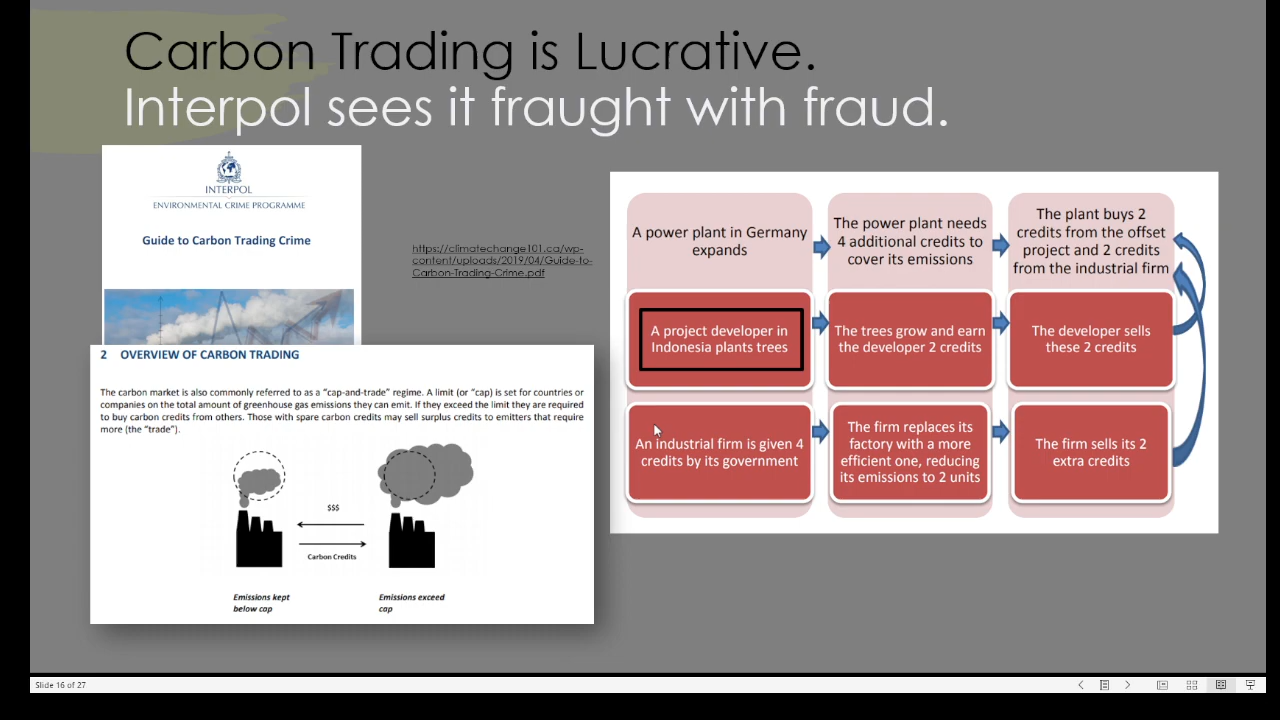 Carbon Trading is Lucrative.
Interpol sees it fraught with fraud.
INTERPOL
ENVIRONMENTAL CRIME PROGRAMME
Guide to Carbon Trading Crime
https://climatechange101.ca/wp-
content/uploads/2019/04/Guide-to-
Carbon-Trading-Crime.pdf
2 OVERVIEW OF CARBON TRADING
The carbon market is also commonly referred to as a “cap-and-trade” regime. A limit (or “cap) is set for countries or
companies on the total amount of greenhouse gas emissions they can emit. If they exceed the limit they are required
to buy carbon credits from others. Those with spare carbon credits may sell surplus credits to emitters that require
more (the “trade”).
$$$
Carbon Credits
Emissions kept
below cap
Emissions exceed
cap
A power plant in Germany
expands
The power plant needs
4 additional credits to
cover its emissions
The plant buys 2
credits from the offset
project and 2 credits
from the industrial firm
A project developer in
Indonesia plants trees
The trees grow and earn
the developer 2 credits
The developer sells
these 2 credits
An industrial firm is given 4
credits by its government
The firm replaces its
factory with a more
efficient one, reducing
its emissions to 2 units
The firm sells its 2
extra credits
Slide 16 of 27